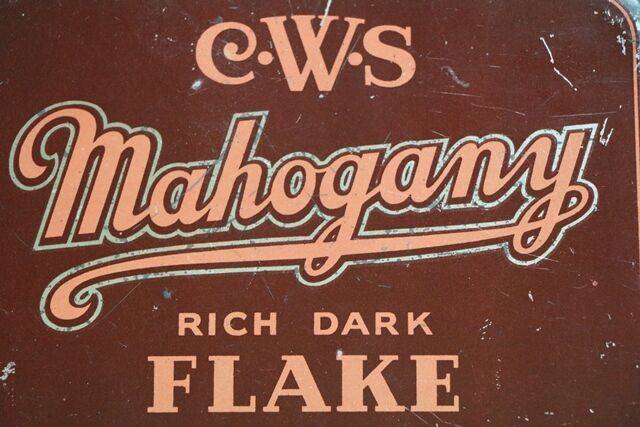 C·W·S
Mahogany
RICH DARK
FLAKE